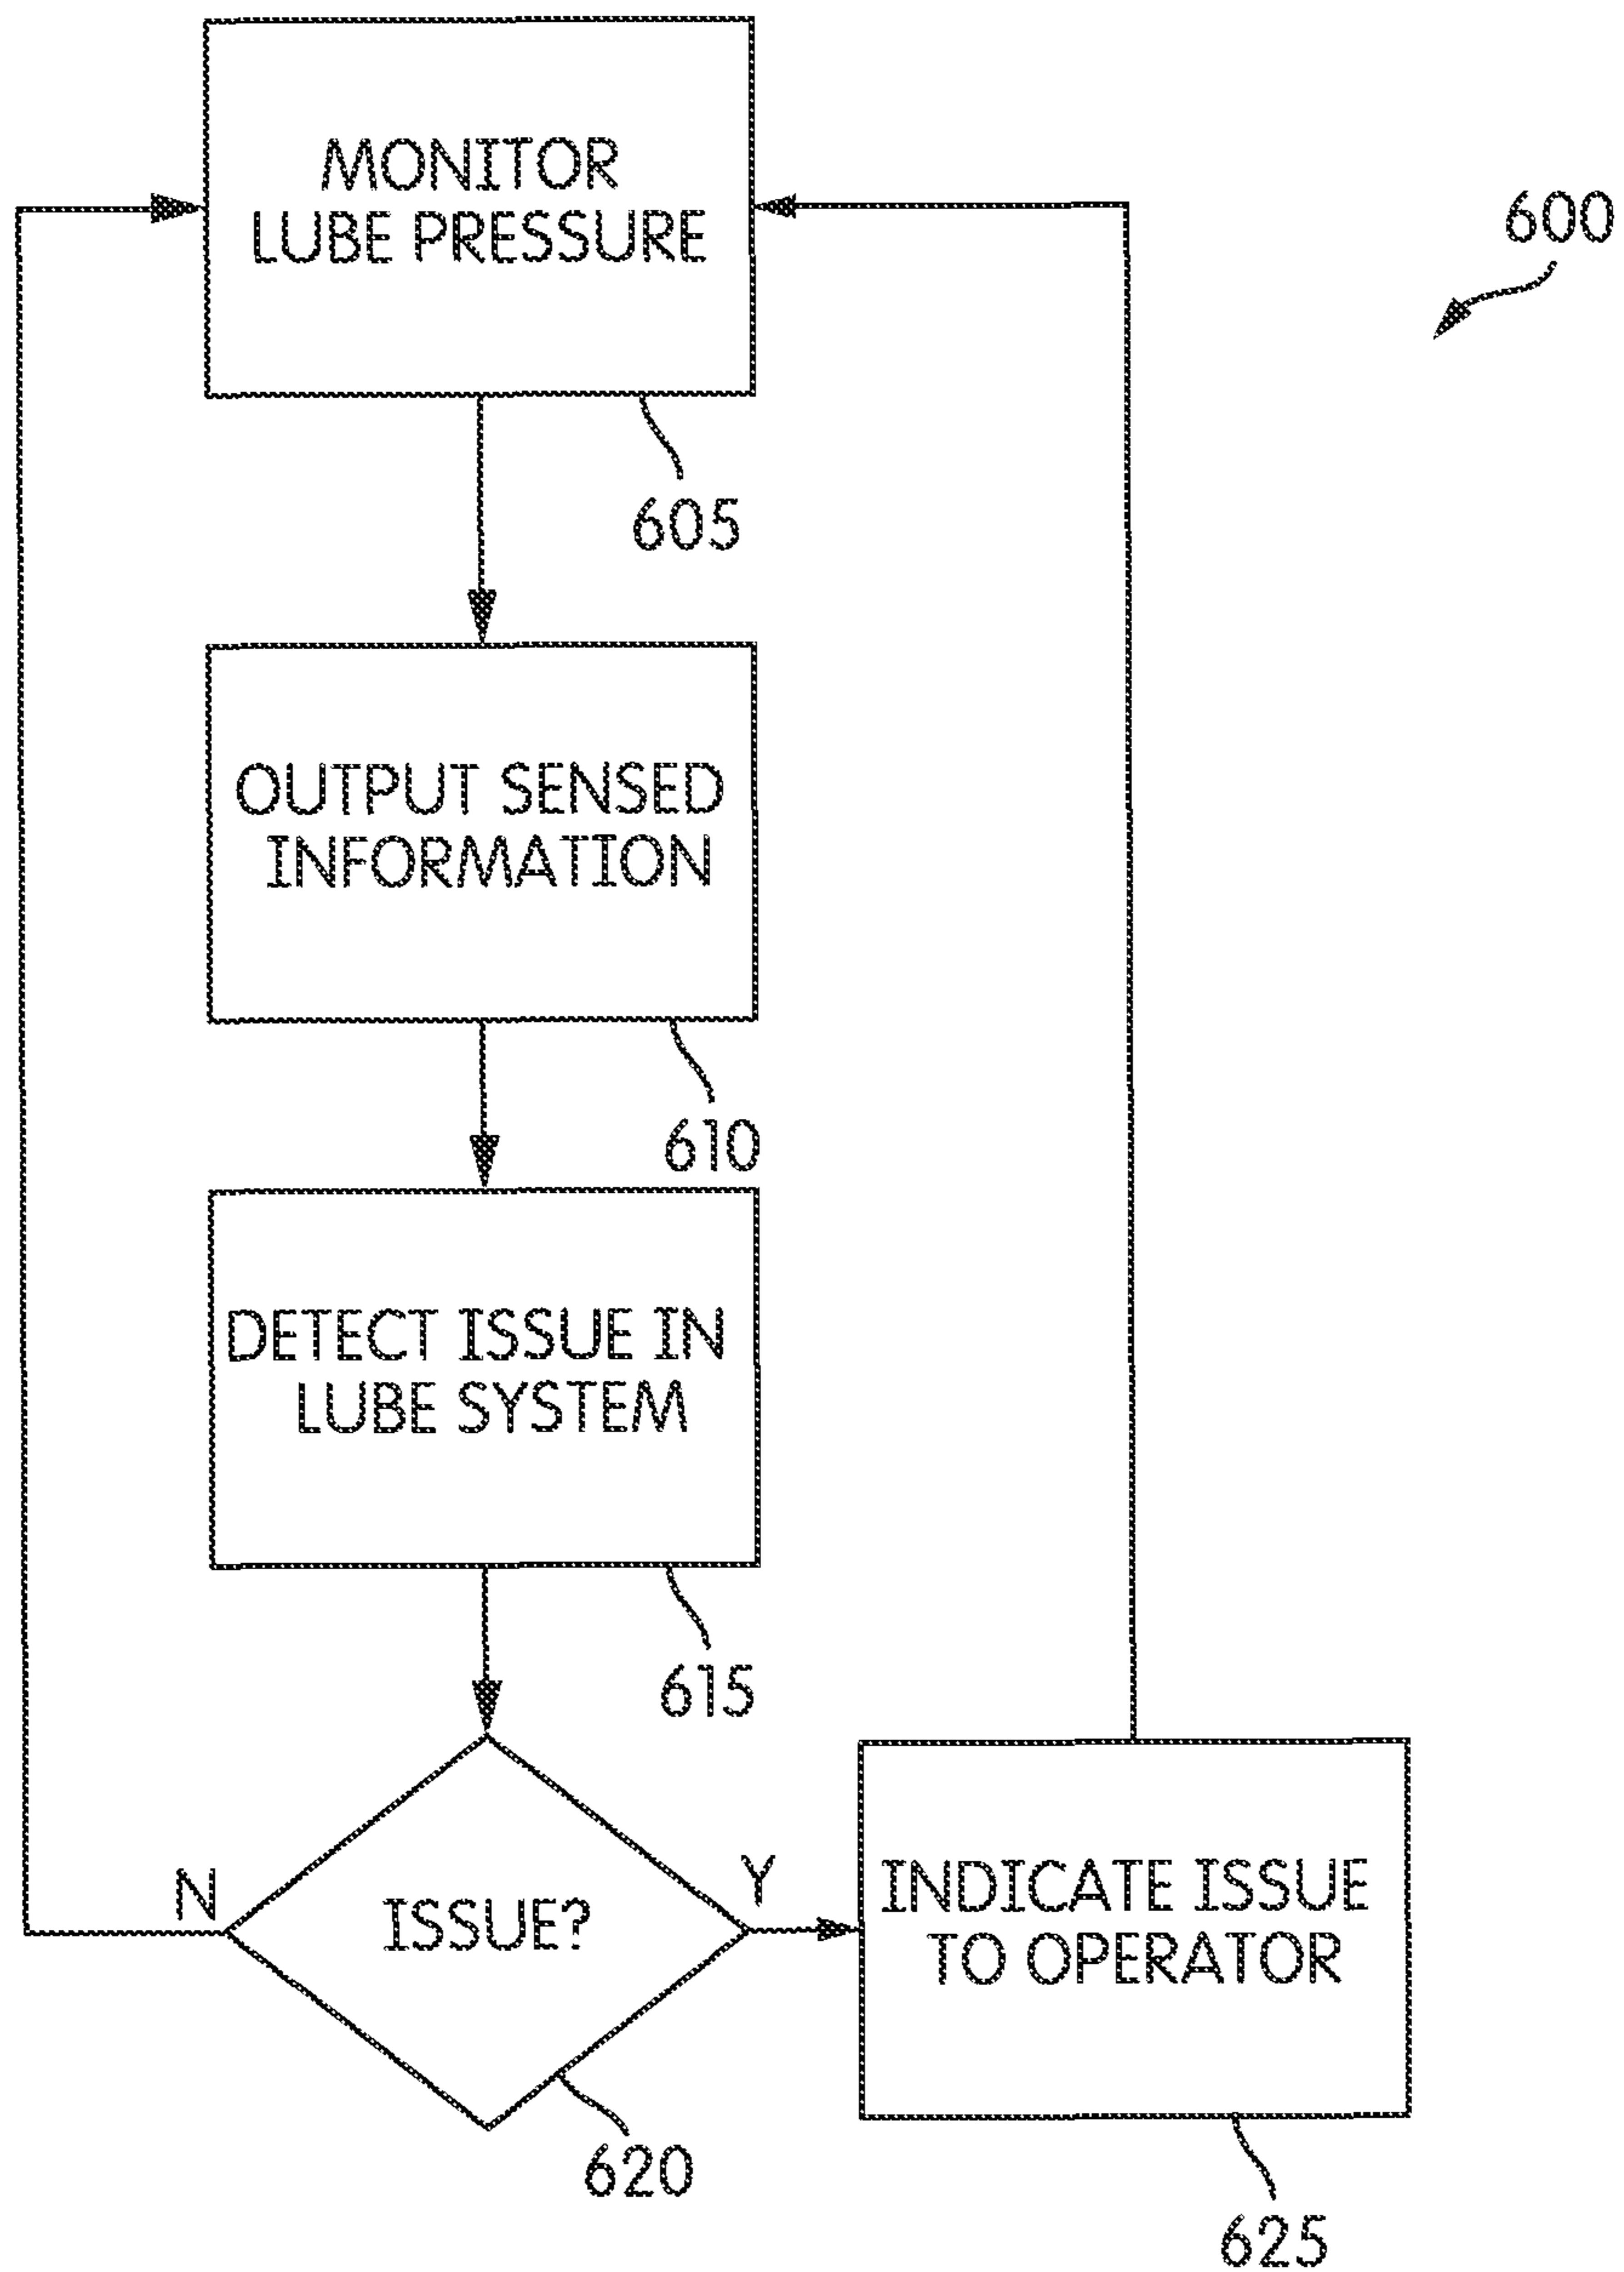 MONITOR
LUBE PRESSURE
600
605
OUTPUT SENSED
INFORMATION
610
DETECT ISSUE IN
LUBE SYSTEM
615
N
ISSUE?
Y
INDICATE ISSUE
TO OPERATOR
620
625